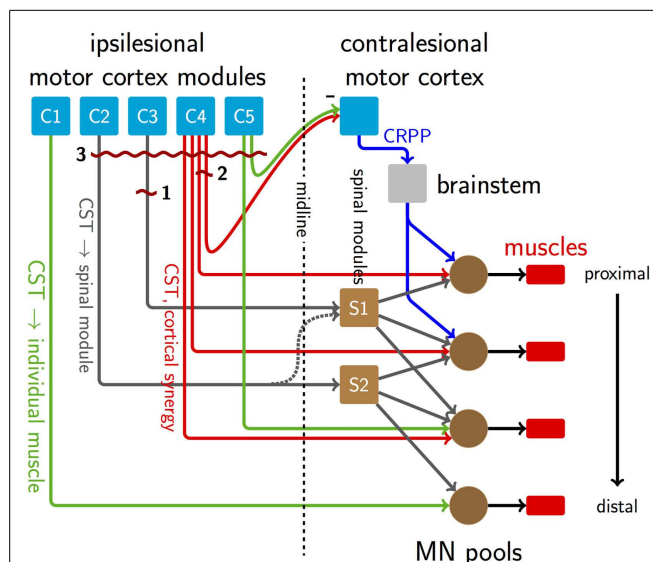 ipsilesional
motor cortex modules
contralesional
motor cortex
C1 C2 C3 C4 C5
–
CRPP
3
2
1
brainstem
midline
spinal modules
CST → spinal module
CST → individual muscle
CST, cortical synergy
muscles
proximal
S1
S2
distal
MN pools